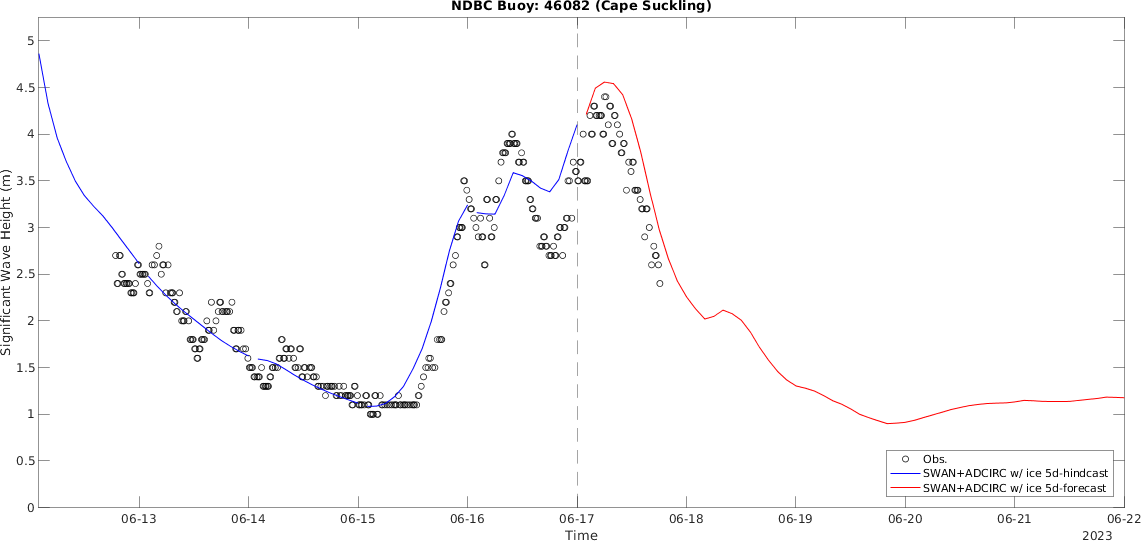 NDBC Buoy: 46082 (Cape Suckling)
Significant Wave Height (m)
5
4.5
4
3.5
3
2.5
2
1.5
1
0.5
0
Obs.
SWAN+ADCIRC w/ ice 5d-hindcast
SWAN+ADCIRC w/ ice 5d-forecast
06-13 06-14 06-15 06-16 06-17 06-18 06-19 06-20 06-21 06-22
Time
2023